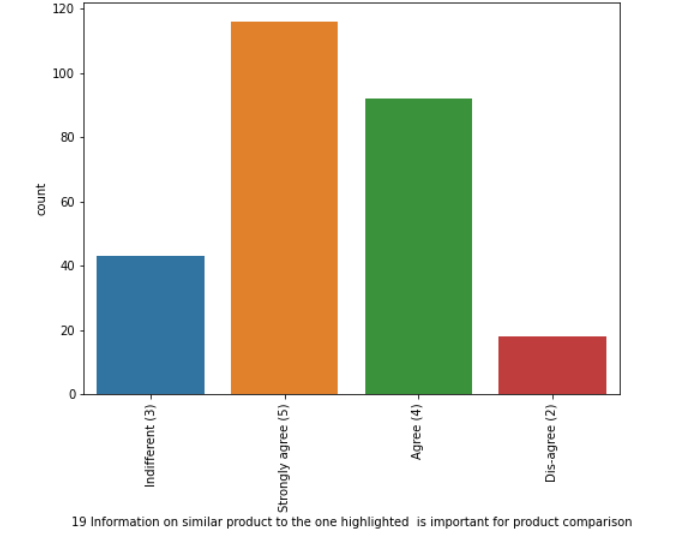 120
100
80
60
40
20
0
count
Indifferent (3)
Strongly agree (5)
Agree (4)
Dis-agree (2)
19 Information on similar product to the one highlighted  is important for product comparison